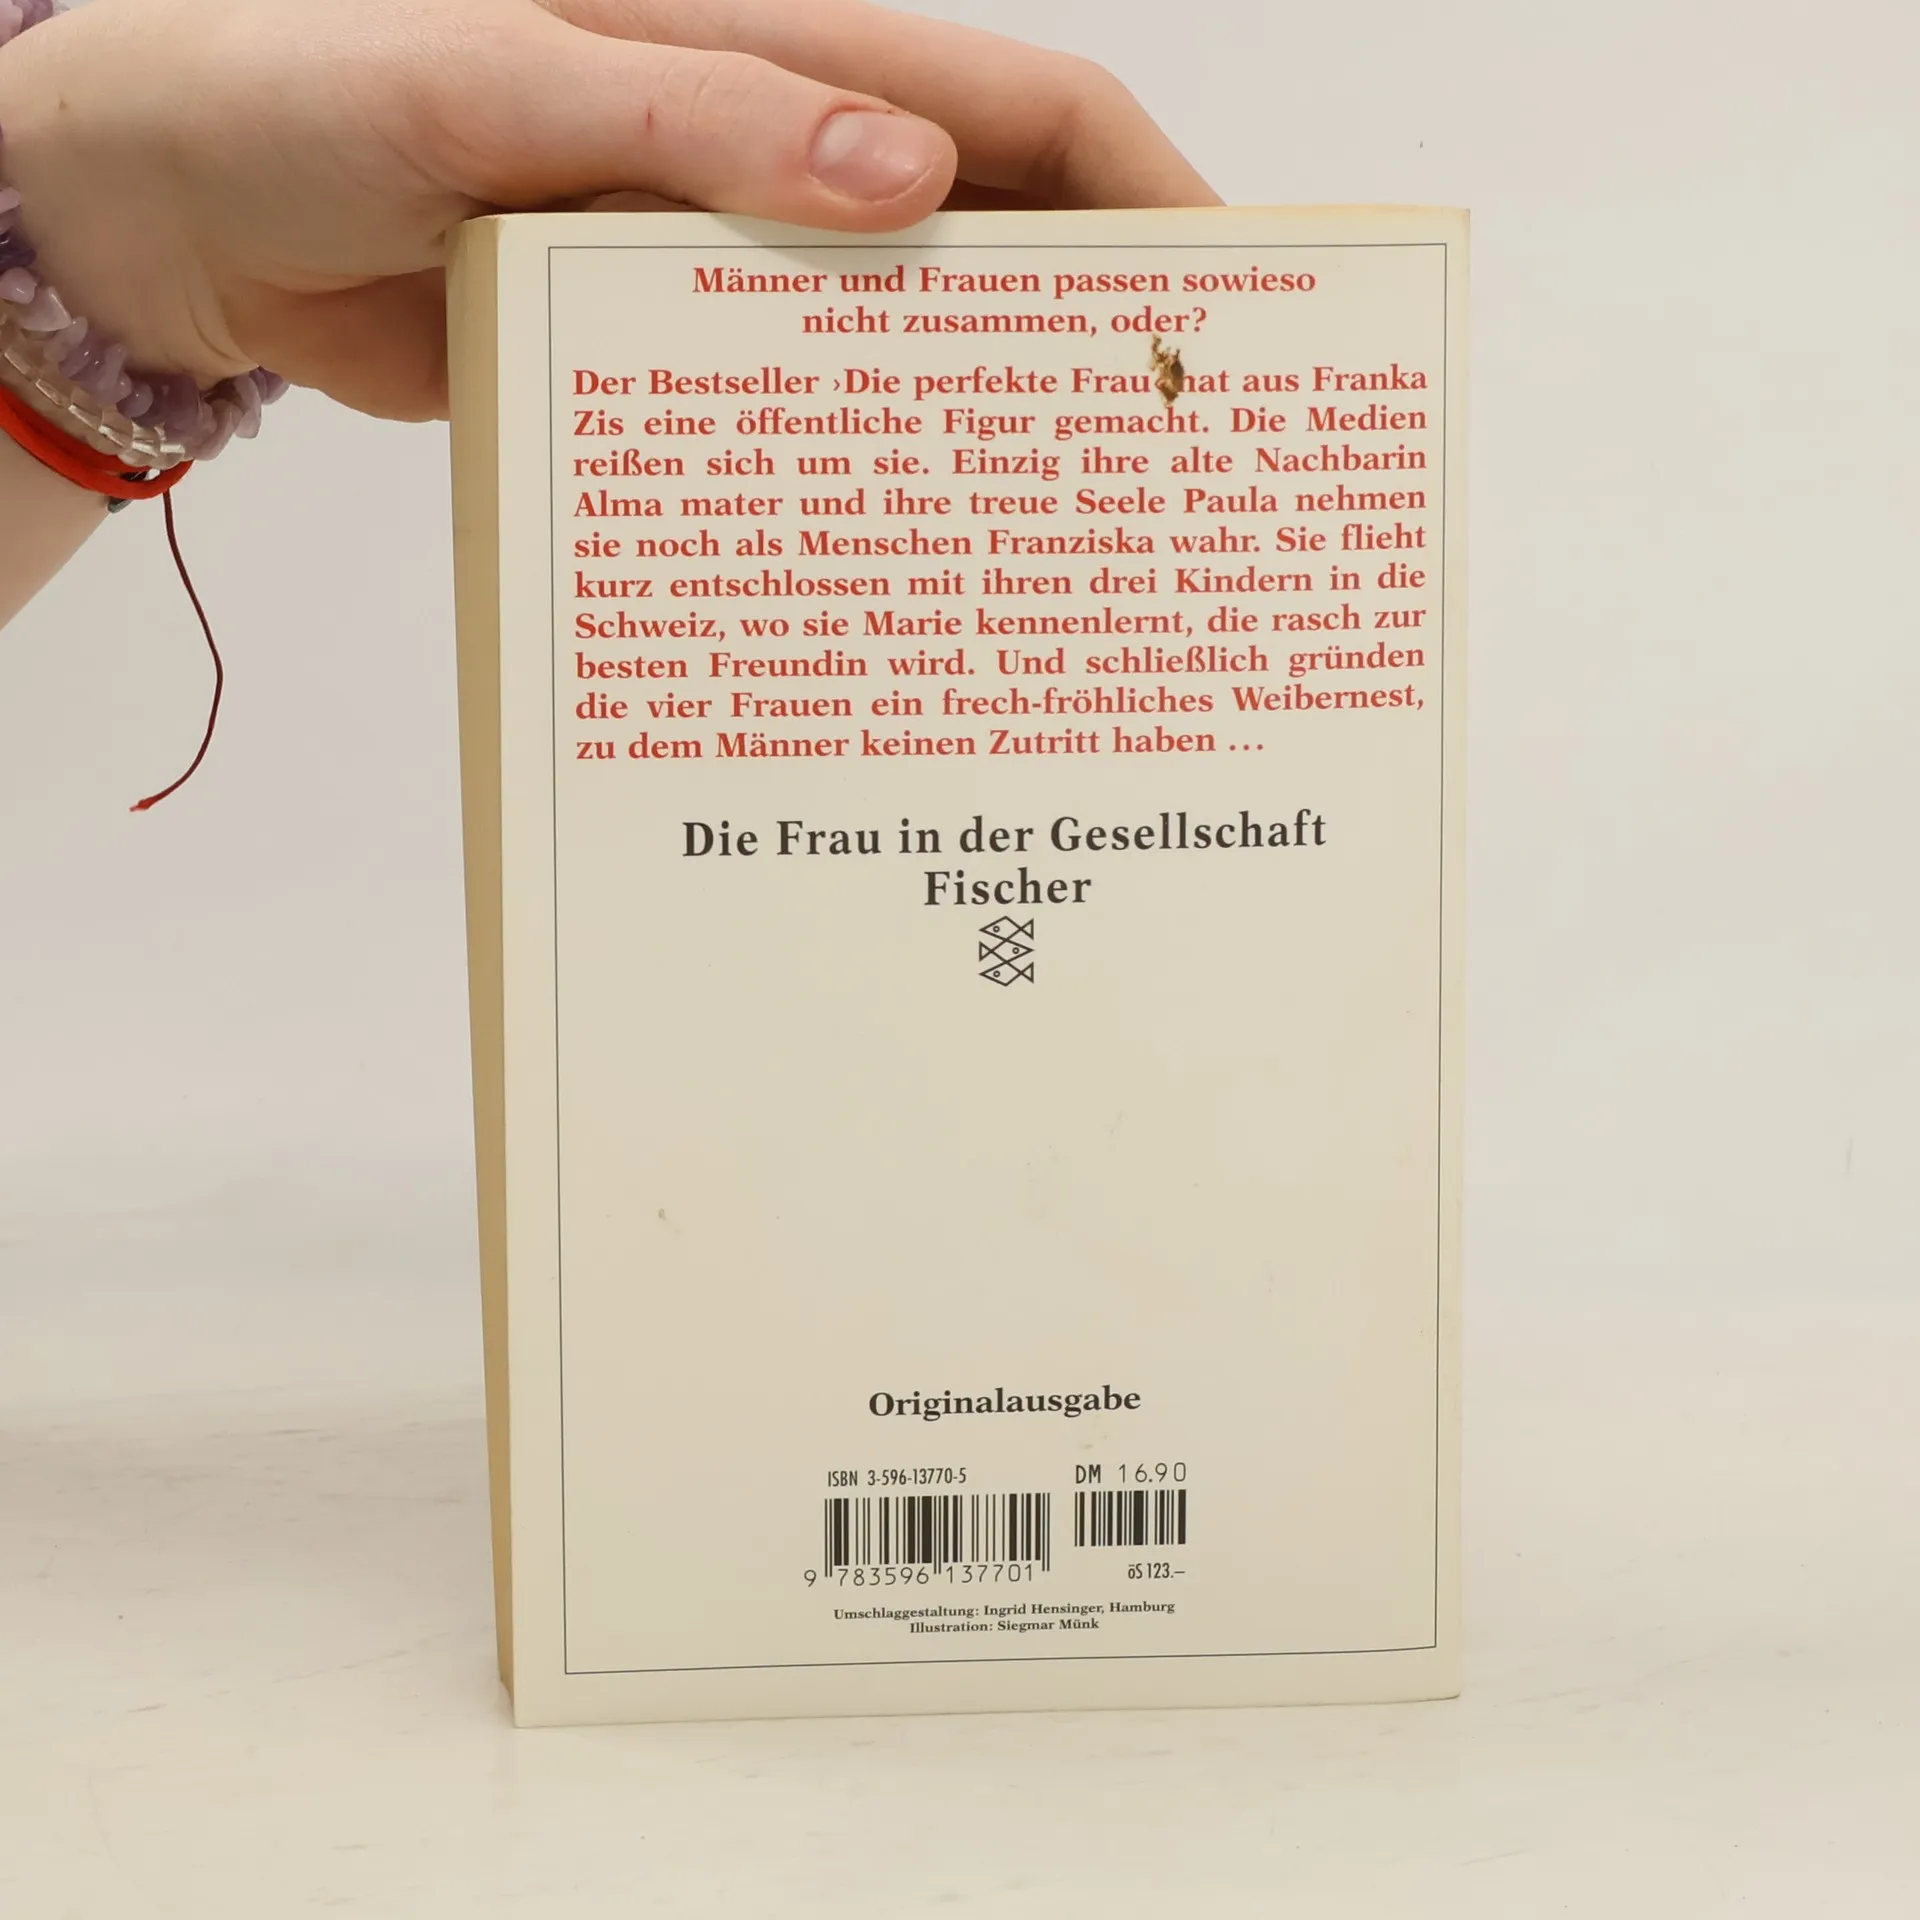 Männer und Frauen passen sowieso
nicht zusammen, oder?
Der Bestseller ›Die perfekte Frau‹ hat aus Franka
Zis eine öffentliche Figur gemacht. Die Medien
reißen sich um sie. Einzig ihre alte Nachbarin
Alma mater und ihre treue Seele Paula nehmen
sie noch als Menschen Franziska wahr. Sie flieht
kurz entschlossen mit ihren drei Kindern in die
Schweiz, wo sie Marie kennenlernt, die rasch zur
besten Freundin wird. Und schließlich gründen
die vier Frauen ein frech-fröhliches Weibernest,
zu dem Männer keinen Zutritt haben ...
Die Frau in der Gesellschaft
Fischer
Originalausgabe
ISBN 3-596-13770-5
DM 16.90
9 783596 137701
öS 123.–
Umschlaggestaltung: Ingrid Hensinger, Hamburg
Illustration: Siegmar Münk